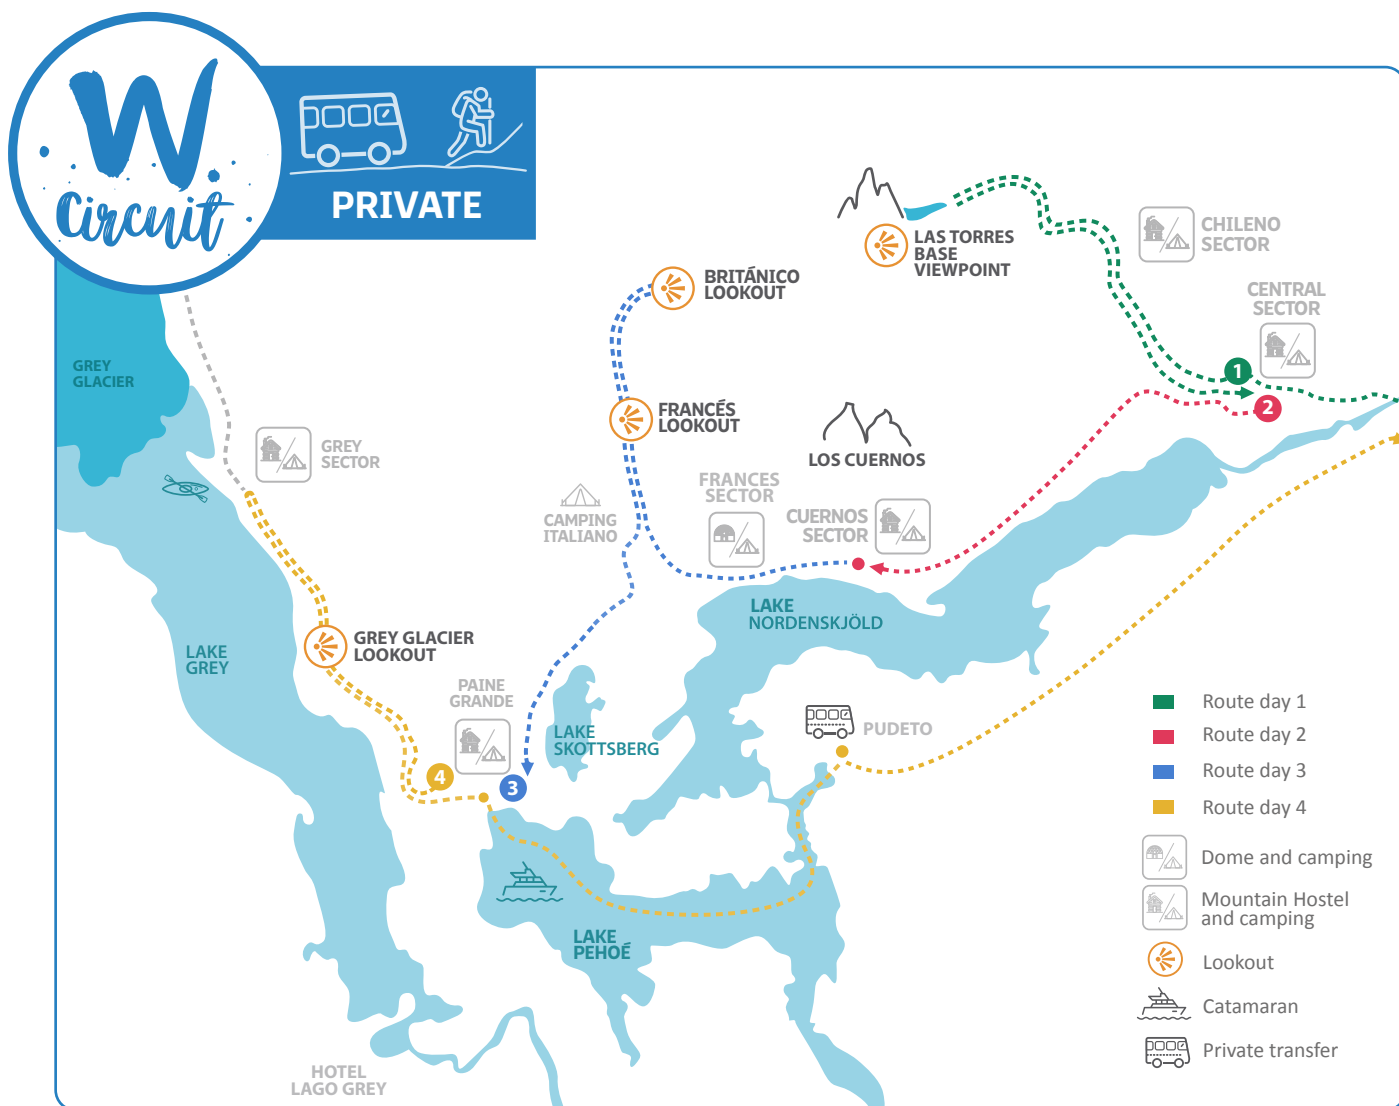 W
Circuit
PRIVATE
LAS TORRES
BASE
VIEWPOINT
CHILENO
SECTOR
CENTRAL
SECTOR
BRITÁNICO
LOOKOUT
1
2
GREY
GLACIER
FRANCÉS
LOOKOUT
LOS CUERNOS
GREY
SECTOR
FRANCES
SECTOR
CAMPING
ITALIANO
CUERNOS
SECTOR
LAKE
NORDENSKJÖLD
GREY GLACIER
LOOKOUT
LAKE
GREY
PAINE
GRANDE
LAKE
SKOTTSBERG
PUDETO
4
3
LAKE
PEHOÉ
HOTEL
LAGO GREY
Route day 1
Route day 2
Route day 3
Route day 4
Dome and camping
Mountain Hostel
and camping
Lookout
Catamaran
Private transfer